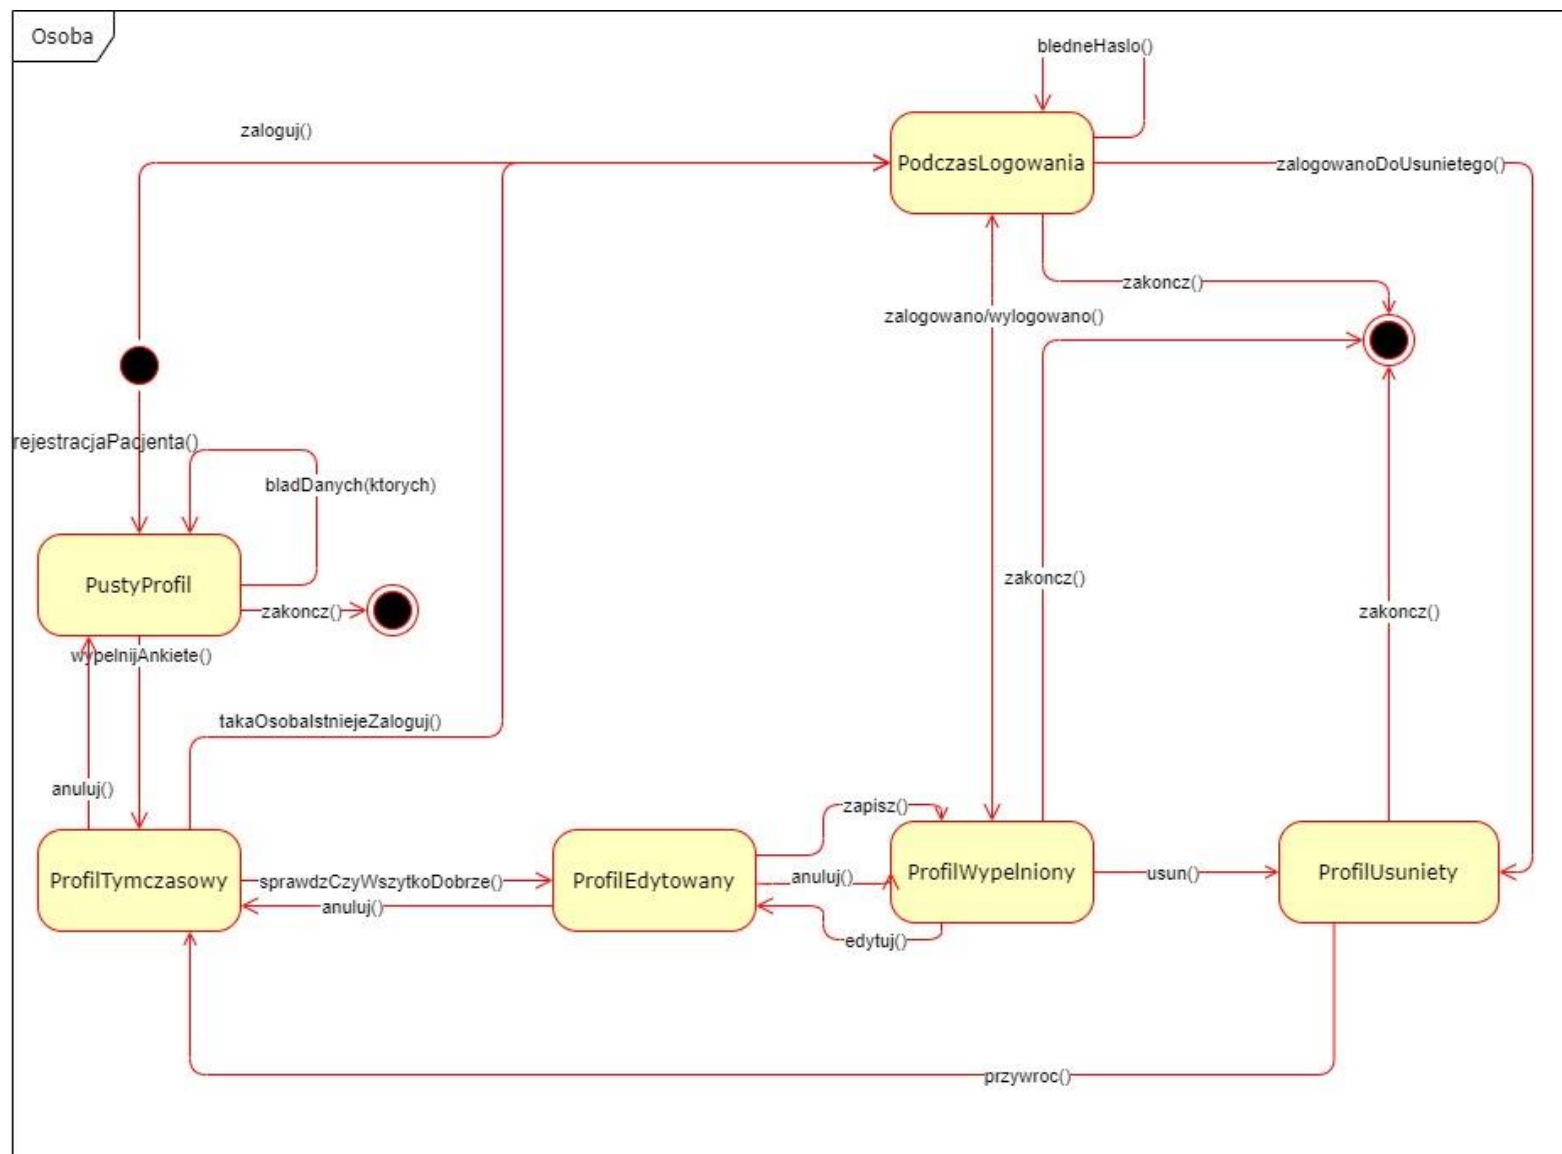 Osoba
bledneHaslo()
zaloguj()
PodczasLogowania
zalogowanoDoUsunietego()
zakoncz()
zalogowano/wylogowano()
rejestracjaPacjenta()
bladDanych(ktorych)
PustyProfil
zakoncz()
zakoncz()
zakoncz()
wypelnijAnkiete()
takaOsobaIstniejeZaloguj()
anuluj()
zapisz()
ProfilTymczasowy
sprawdzCzyWszytkoDobrze()
ProfilEdytowany
anuluj()
ProfilWypelniony
usun()
ProfilUsuniety
anuluj()
edytuj()
przywroc()